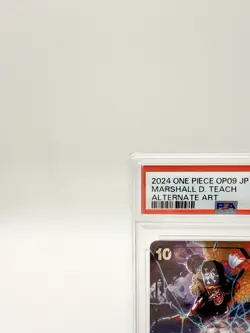 2024 ONE PIECE OP09 JP
MARSHALL D. TEACH
ALTERNATE ART
PSA
10